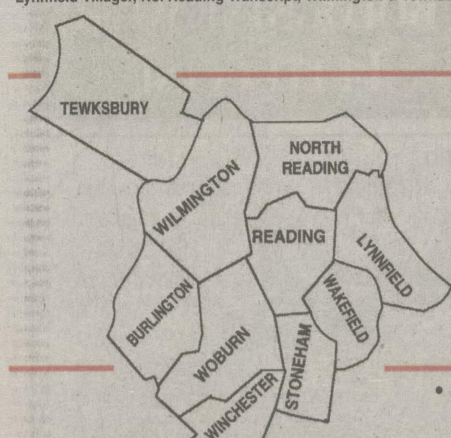 TEWKSBURY
NORTH
READING
WILMINGTON
READING
LYNNFIELD
WAKEFIELD
BURLINGTON
WOBURN
STONEHAM
WINCHESTER